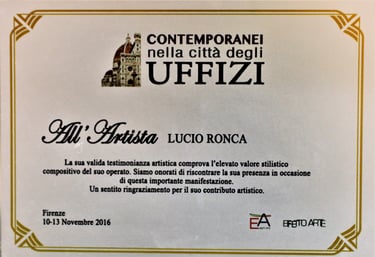 CONTEMPORANEI
nella città degli
UFFIZI
All' Artista LUCIO RONCA
La sua valida testimonianza artistica comprova l'elevato valore stilistico
compositivo del suo operato. Siamo onorati di riscontrare la sua presenza in occasione
di questa importante manifestazione.
Un sentito ringraziamento per il suo contributo artistico.
Firenze
10-13 Novembre 2016
EA
EFFETTO ARTE